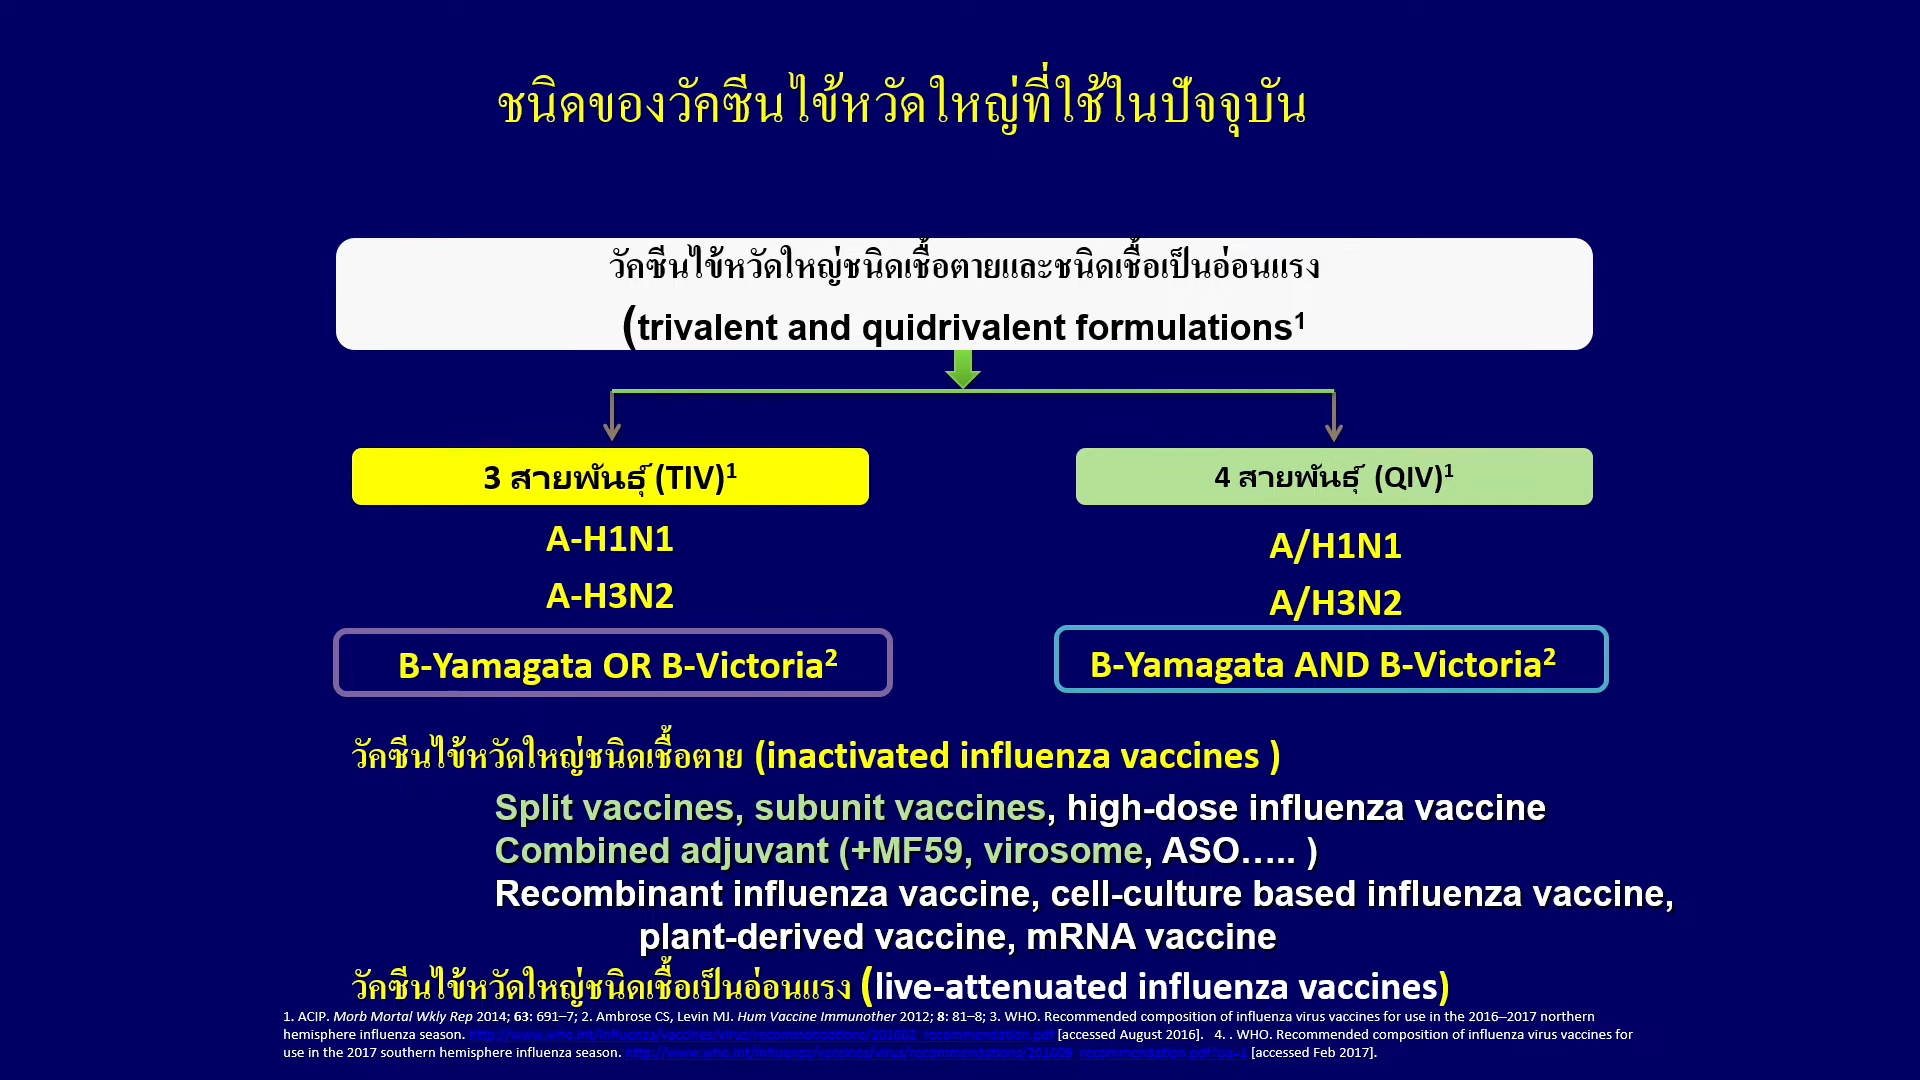 ชนิดของวัคซีนไข้หวัดใหญ่ที่ใช้ในปัจจุบัน
วัคซีนไข้หวัดใหญ่ชนิดเชื้อตายและชนิดเชื้อเป็นอ่อนแรง
(trivalent and quidrivalent formulations¹
3 สายพันธุ์ (TIV)¹
A-H1N1
A-H3N2
B-Yamagata OR B-Victoria²
4 สายพันธุ์ (QIV)¹
A/H1N1
A/H3N2
B-Yamagata AND B-Victoria²
วัคซีนไข้หวัดใหญ่ชนิดเชื้อตาย (inactivated influenza vaccines )
Split vaccines, subunit vaccines, high-dose influenza vaccine
Combined adjuvant (+MF59, virosome, ASO….. )
Recombinant influenza vaccine, cell-culture based influenza vaccine,
plant-derived vaccine, mRNA vaccine
วัคซีนไข้หวัดใหญ่ชนิดเชื้อเป็นอ่อนแรง (live-attenuated influenza vaccines)
1. ACIP. Morb Mortal Wkly Rep 2014; 63: 691–7; 2. Ambrose CS, Levin MJ. Hum Vaccine Immunother 2012; 8: 81–8; 3. WHO. Recommended composition of influenza virus vaccines for use in the 2016–2017 northern
hemisphere influenza season. [accessed August 2016]. 4. . WHO. Recommended composition of influenza virus vaccines for
use in the 2017 southern hemisphere influenza season. [accessed Feb 2017].